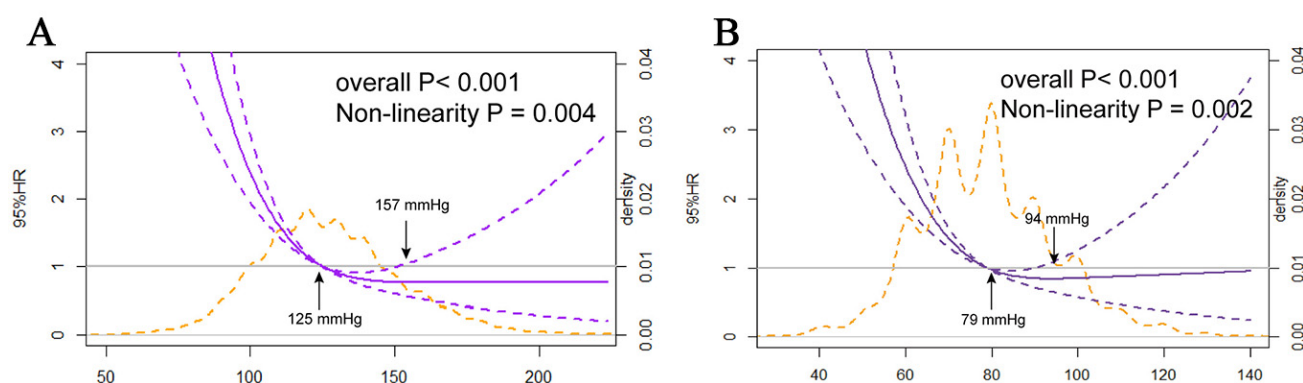 A
overall P< 0.001
Non-linearity P = 0.004
157 mmHg
125 mmHg
95%HR
0 1 2 3 4
density
0.00 0.01 0.02 0.03 0.04
50 100 150 200
B
overall P< 0.001
Non-linearity P = 0.002
94 mmHg
79 mmHg
95%HR
0 1 2 3 4
density
0.00 0.01 0.02 0.03 0.04
40 60 80 100 120 140